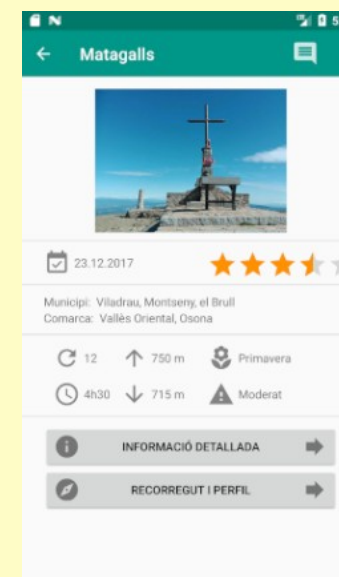 5
Matagalls
23.12.2017
Municipi: Viladrau, Montseny, el Brull
Comarca: Vallès Oriental, Osona
12 750 m Primavera
4h30 715 m Moderat
INFORMACIÓ DETALLADA
RECORREGUT I PERFIL